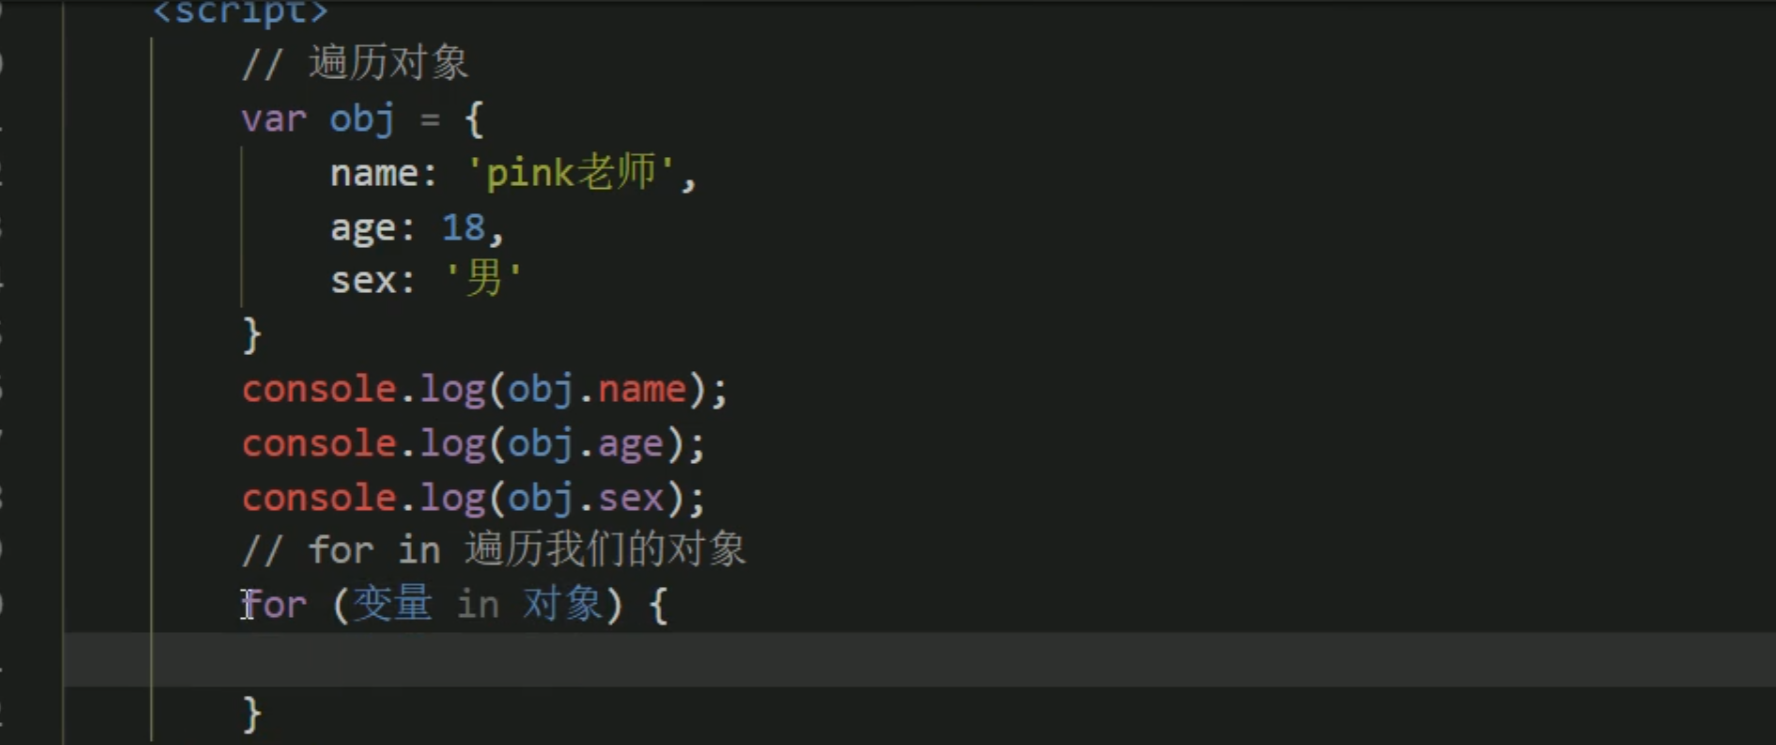 <script>
// 遍历对象
var obj = {
name: 'pink老师',
age: 18,
sex: '男'
}
console.log(obj.name);
console.log(obj.age);
console.log(obj.sex);
// for in 遍历我们的对象
for (变量 in 对象) {
}